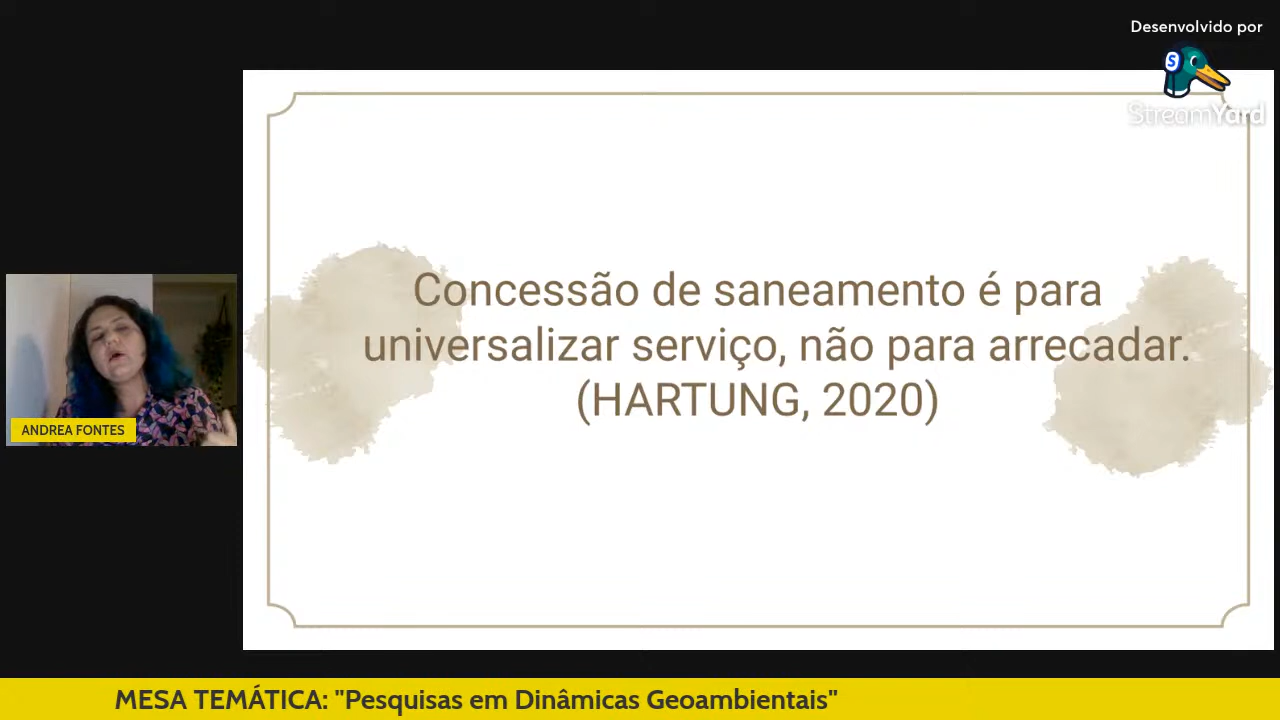 Desenvolvido por
S
StreamYard
Concessão de saneamento é para
universalizar serviço, não para arrecadar.
(HARTUNG, 2020)
ANDREA FONTES
MESA TEMÁTICA: "Pesquisas em Dinâmicas Geoambientais"